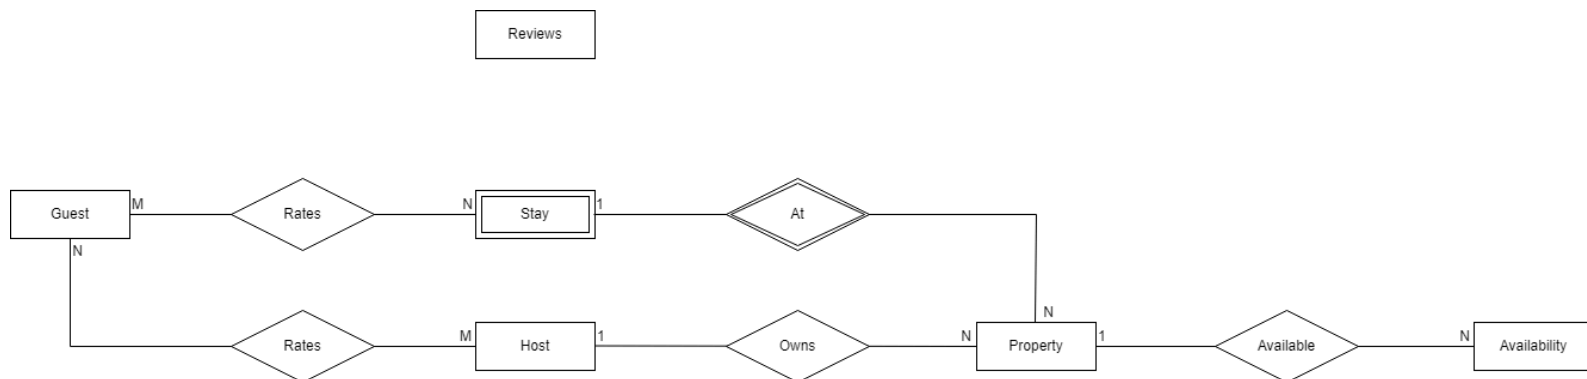 Reviews
M N 1
Guest Rates Stay At
N
N
M 1 N 1 N
Rates Host Owns Property Available Availability